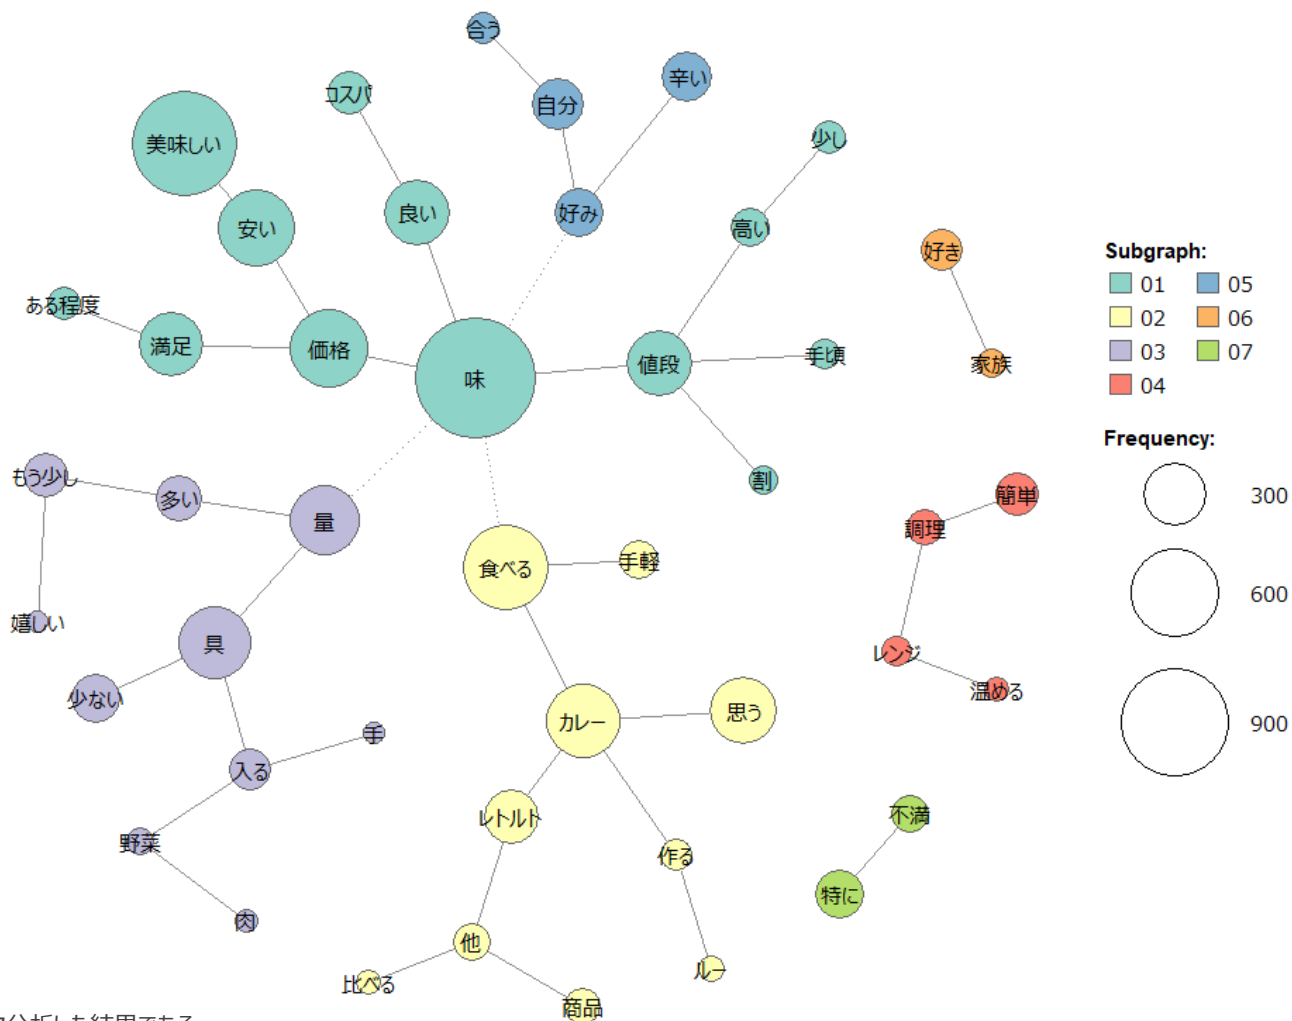 合う
自分
辛い
コスパ
美味しい
少し
安い
良い
好み
高い
好き
Subgraph:
01
05
02
06
03
07
04
ある程度
満足
価格
味
値段
手頃
家族
Frequency:
300
600
900
もう少し
多い
量
割
簡単
調理
食べる
手軽
嬉しい
具
レンジ
温める
少ない
カレー
思う
手
入る
野菜
レトルト
作る
不満
特に
肉
他
比べる
ルー
商品